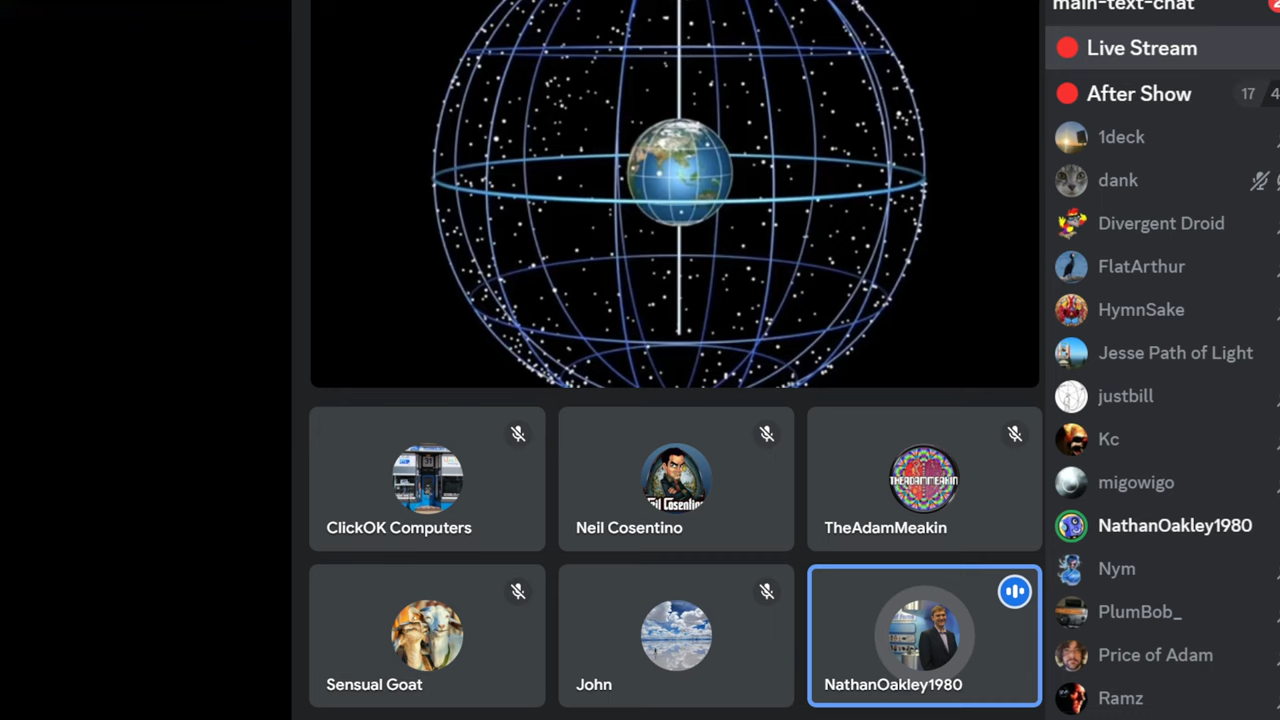 main-text-chat
Live Stream
After Show
17
1deck
dank
Divergent Droid
FlatArthur
HymnSake
Jesse Path of Light
justbill
Kc
migowigo
NathanOakley1980
Nym
PlumBob_
Price of Adam
Ramz
ClickOK Computers
Neil Cosentino
THEADAMMEAKIN
TheAdamMeakin
Sensual Goat
John
NathanOakley1980